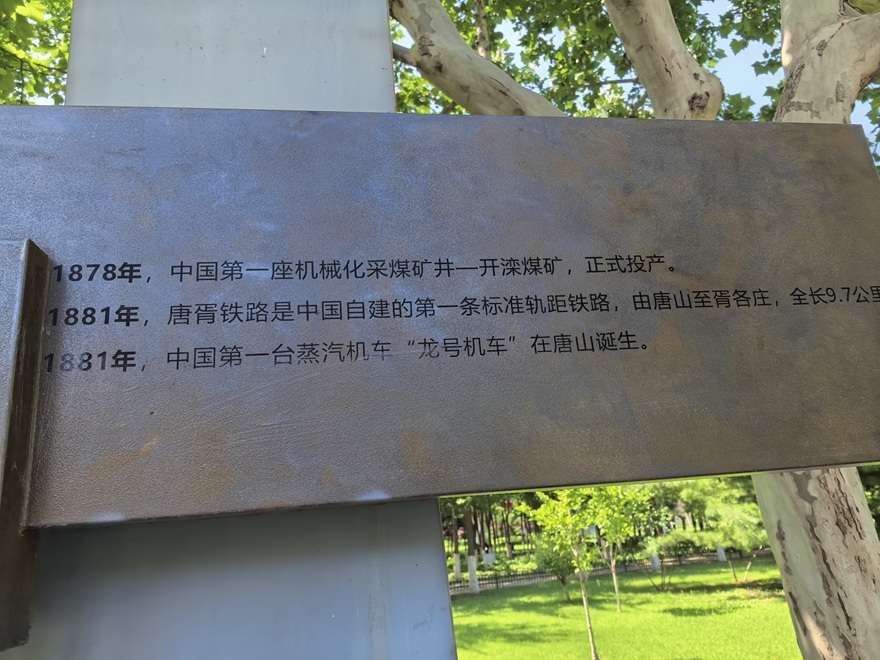 1878年，中国第一座机械化采煤矿井—开滦煤矿，正式投产。
1881年，唐胥铁路是中国自建的第一条标准轨距铁路，由唐山至胥各庄，全长9.7公里
1881年，中国第一台蒸汽机车“龙号机车”在唐山诞生。